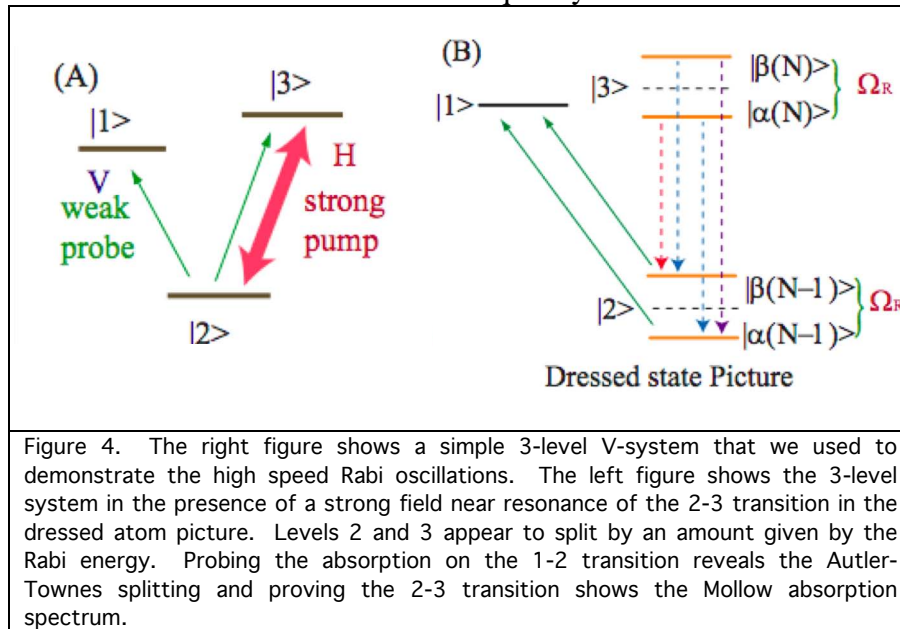 (A)
|1>
|3>
V
weak
probe
H
strong
pump
|2>
(B)
|1>
|3>
|β(N)>
|α(N)>
Ω_R
|2>
|β(N–1)>
|α(N–1)>
Ω_R
Dressed state Picture
Figure 4. The right figure shows a simple 3-level V-system that we used to
demonstrate the high speed Rabi oscillations. The left figure shows the 3-level
system in the presence of a strong field near resonance of the 2-3 transition in the
dressed atom picture. Levels 2 and 3 appear to split by an amount given by the
Rabi energy. Probing the absorption on the 1-2 transition reveals the Autler-
Townes splitting and proving the 2-3 transition shows the Mollow absorption
spectrum.